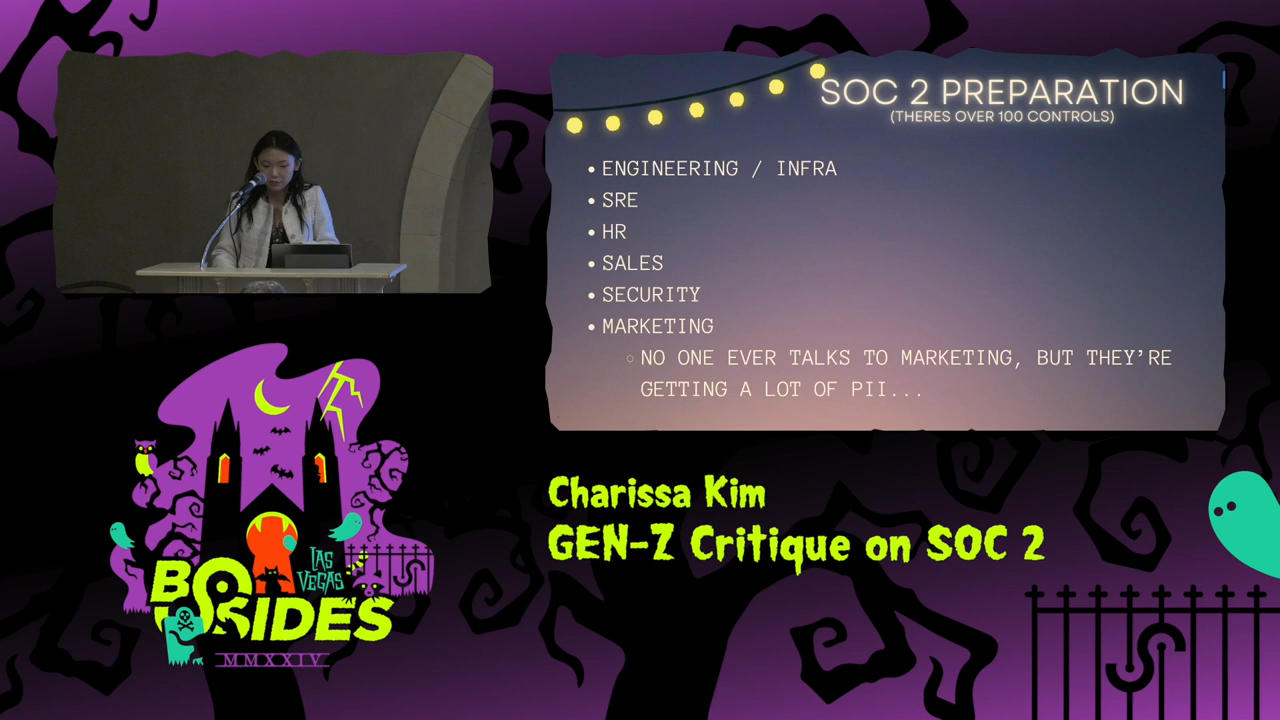 SOC 2 PREPARATION
(THERES OVER 100 CONTROLS)
• ENGINEERING / INFRA
• SRE
• HR
• SALES
• SECURITY
• MARKETING
◦ NO ONE EVER TALKS TO MARKETING, BUT THEY'RE
GETTING A LOT OF PII...
Charissa Kim
GEN-Z Critique on SOC 2
LAS
VEGAS
BSIDES
MMXXIV